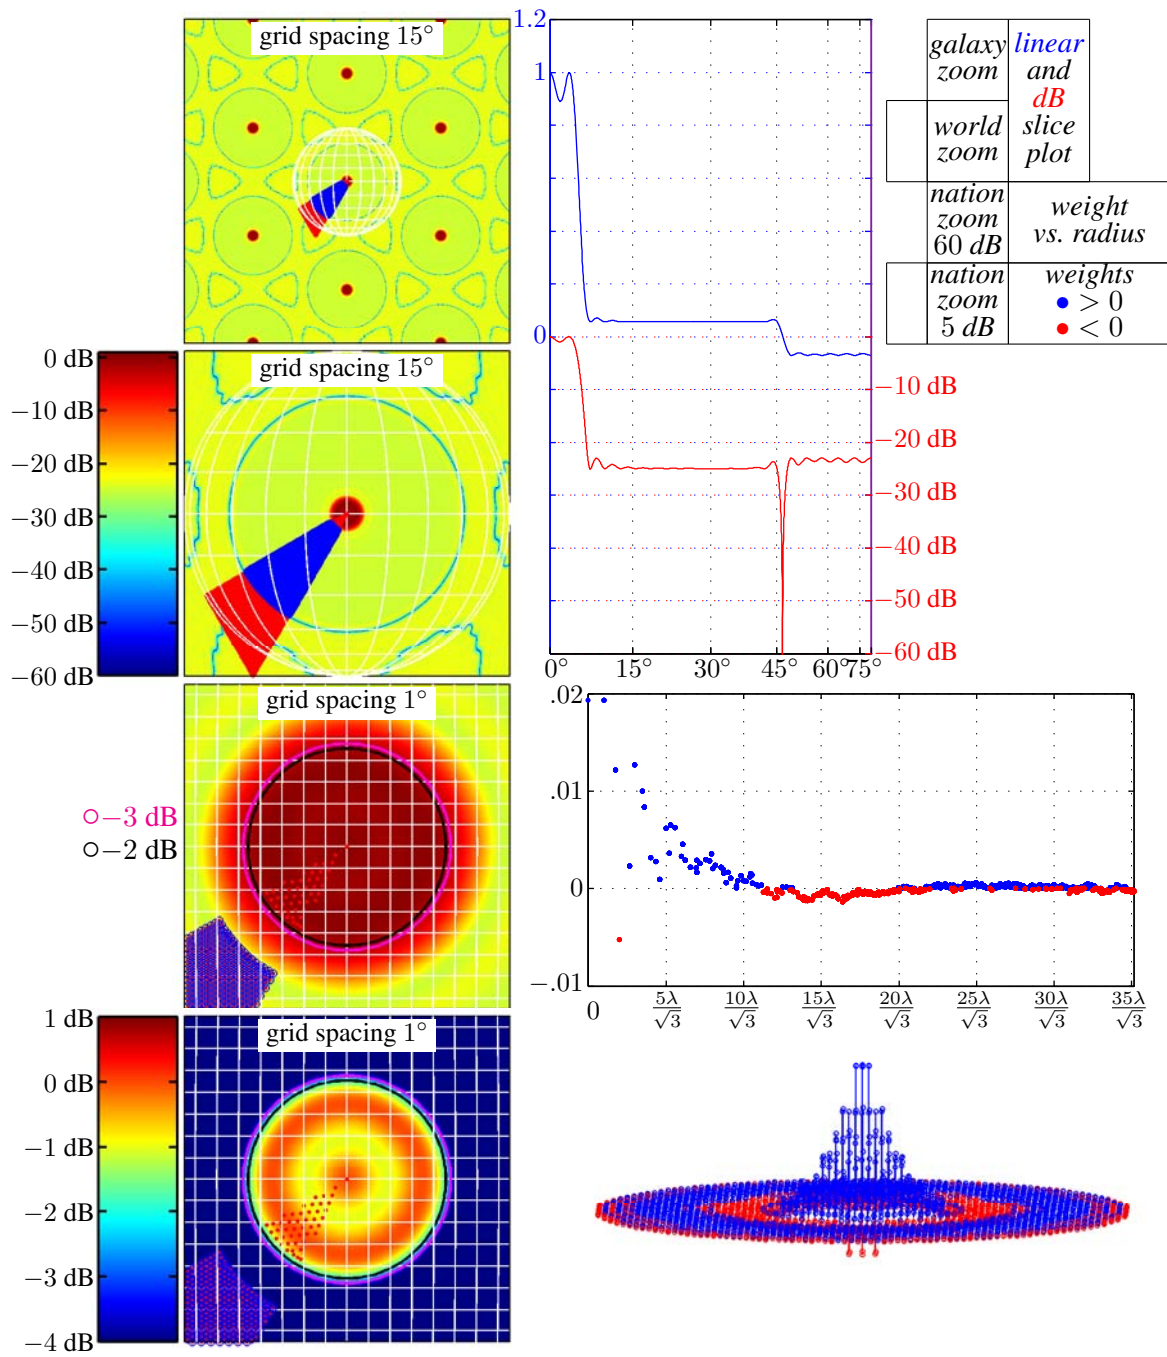 grid spacing 15°
grid spacing 15°
0 dB
−10 dB
−20 dB
−30 dB
−40 dB
−50 dB
−60 dB
grid spacing 1°
−3 dB
−2 dB
grid spacing 1°
1 dB
0 dB
−1 dB
−2 dB
−3 dB
−4 dB
1.2
1
0
−10 dB
−20 dB
−30 dB
−40 dB
−50 dB
−60 dB
0° 15° 30° 45° 60° 75°
galaxy
zoom
linear
and
dB
slice
plot
world
zoom
nation
zoom
60 dB
weight
vs. radius
nation
zoom
5 dB
weights
> 0
< 0
.02
.01
0
−.01
0 5λ/√3 10λ/√3 15λ/√3 20λ/√3 25λ/√3 30λ/√3 35λ/√3